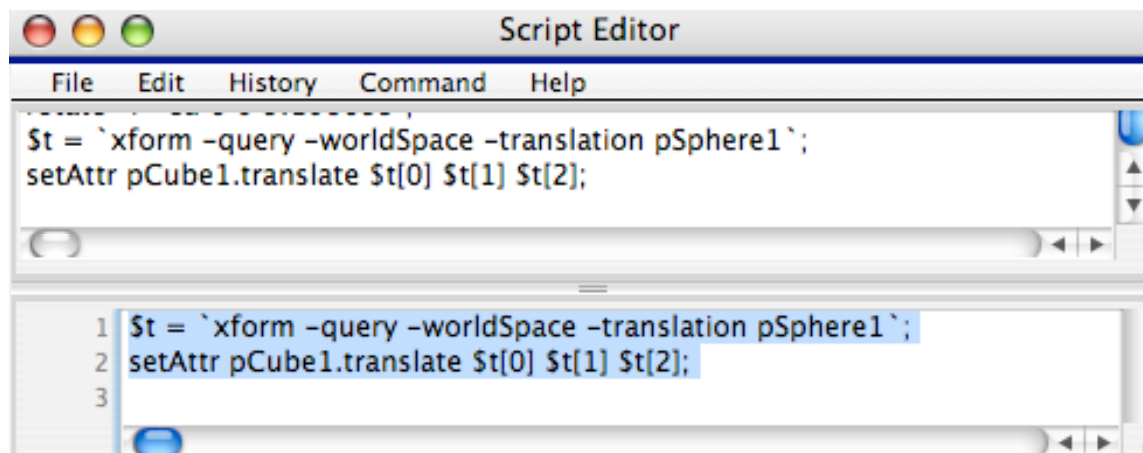 Script Editor
File Edit History Command Help
$t = `xform -query -worldSpace -translation pSphere1`;
setAttr pCube1.translate $t[0] $t[1] $t[2];
1 $t = `xform -query -worldSpace -translation pSphere1`;
2 setAttr pCube1.translate $t[0] $t[1] $t[2];
3